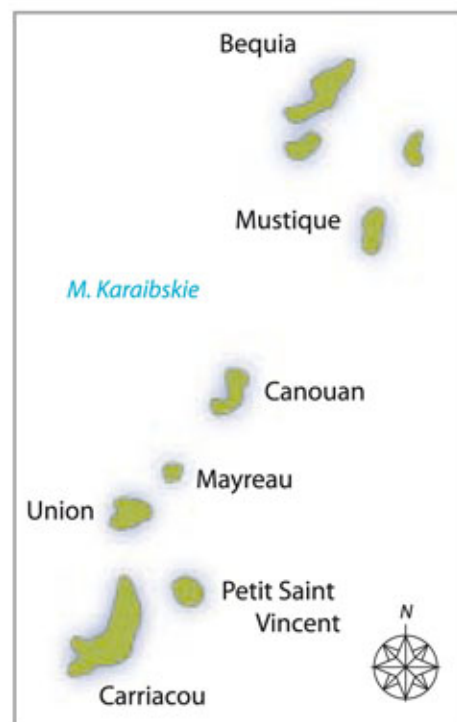 Bequia
Mustique
M. Karaibskie
Canouan
Mayreau
Union
Petit Saint
Vincent
N
Carriacou